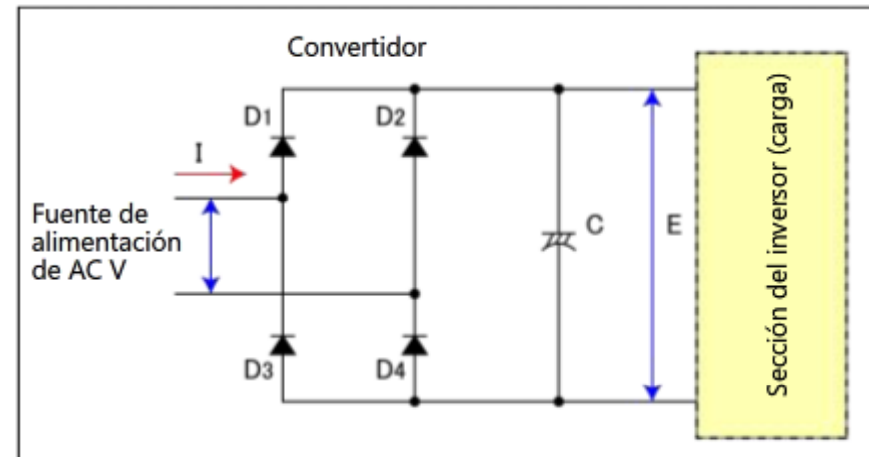 Convertidor
D1
D2
I
Fuente de
alimentación
de AC V
C
E
D3
D4
Sección del inversor (carga)